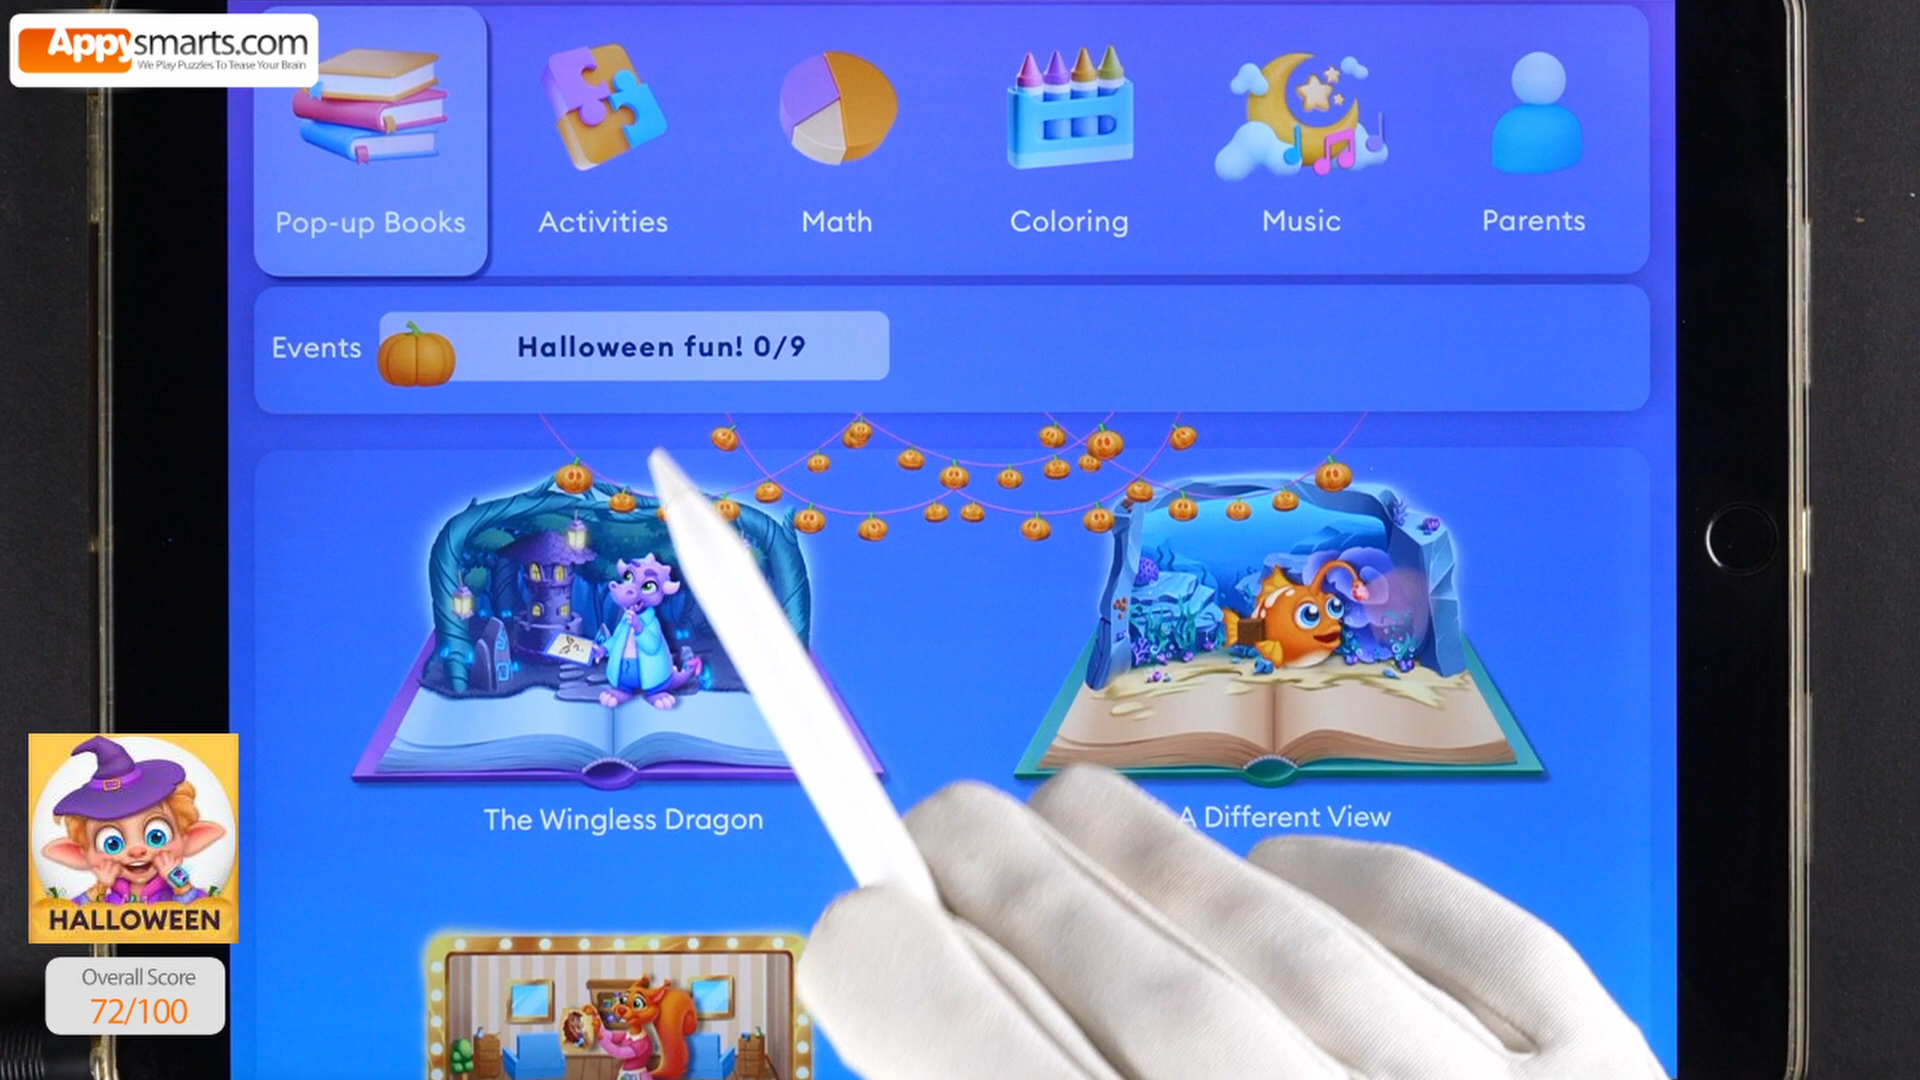 Appysmarts.com
We Play Puzzles To Tease Your Brain
Pop-up Books
Activities
Math
Coloring
Music
Parents
Events
Halloween fun! 0/9
The Wingless Dragon
A Different View
HALLOWEEN
Overall Score
72/100